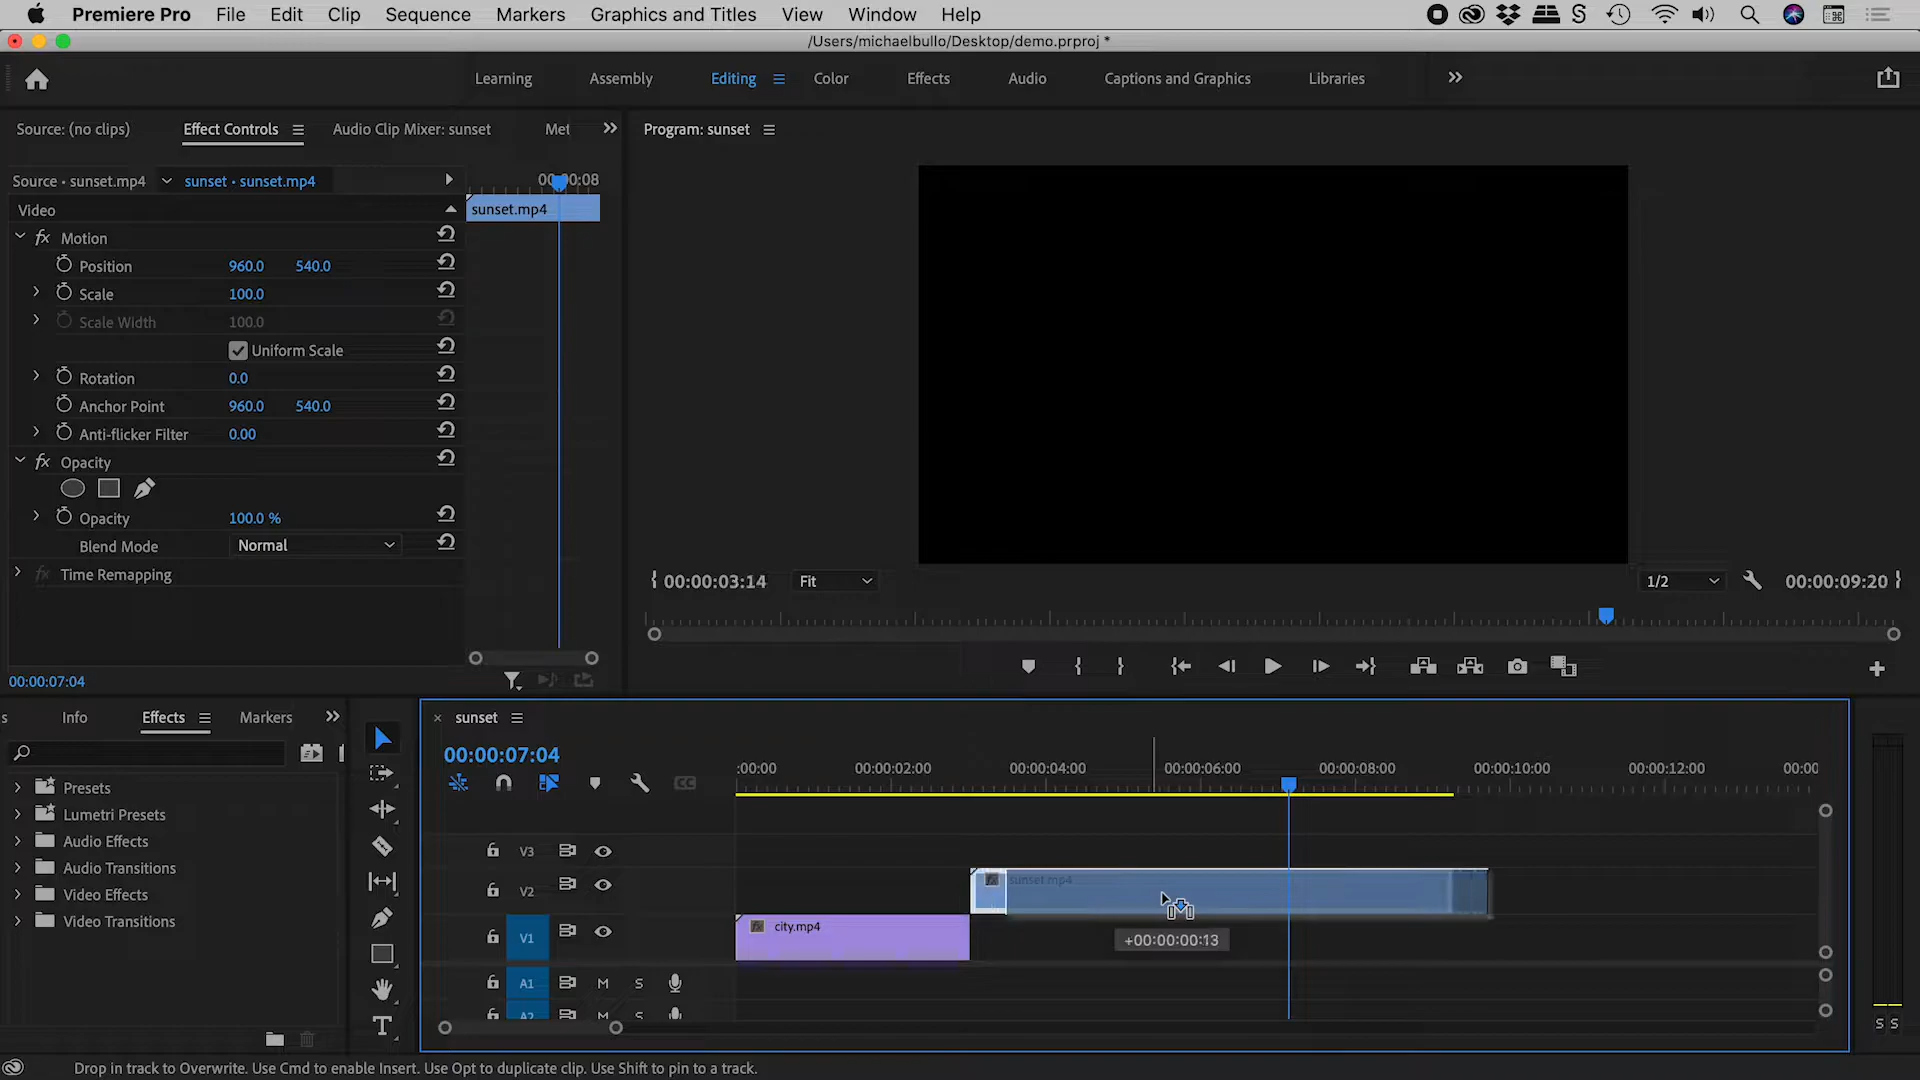 Premiere Pro File Edit Clip Sequence Markers Graphics and Titles View Window Help
/Users/michaelbullo/Desktop/demo.prproj *
Learning Assembly Editing Color Effects Audio Captions and Graphics Libraries
Source: (no clips) Effect Controls Audio Clip Mixer: sunset Met
Program: sunset
Source • sunset.mp4 sunset • sunset.mp4
Video
sunset.mp4
Motion
Position 960.0 540.0
Scale 100.0
Scale Width 100.0
Uniform Scale
Rotation 0.0
Anchor Point 960.0 540.0
Anti-flicker Filter 0.00
Opacity
Opacity 100.0 %
Blend Mode Normal
Time Remapping
00:00:07:04
00:00:03:14 Fit 1/2 00:00:09:20
s Info Effects Markers
Presets
Lumetri Presets
Audio Effects
Audio Transitions
Video Effects
Video Transitions
sunset
00:00:07:04
:00:00 00:00:02:00 00:00:04:00 00:00:06:00 00:00:08:00 00:00:10:00 00:00:12:00 00:00
V3
V2 sunset.mp4
V1 city.mp4
+00:00:00:13
A1 M S
A2 M S
S S
Drop in track to Overwrite. Use Cmd to enable Insert. Use Opt to duplicate clip. Use Shift to pin to a track.